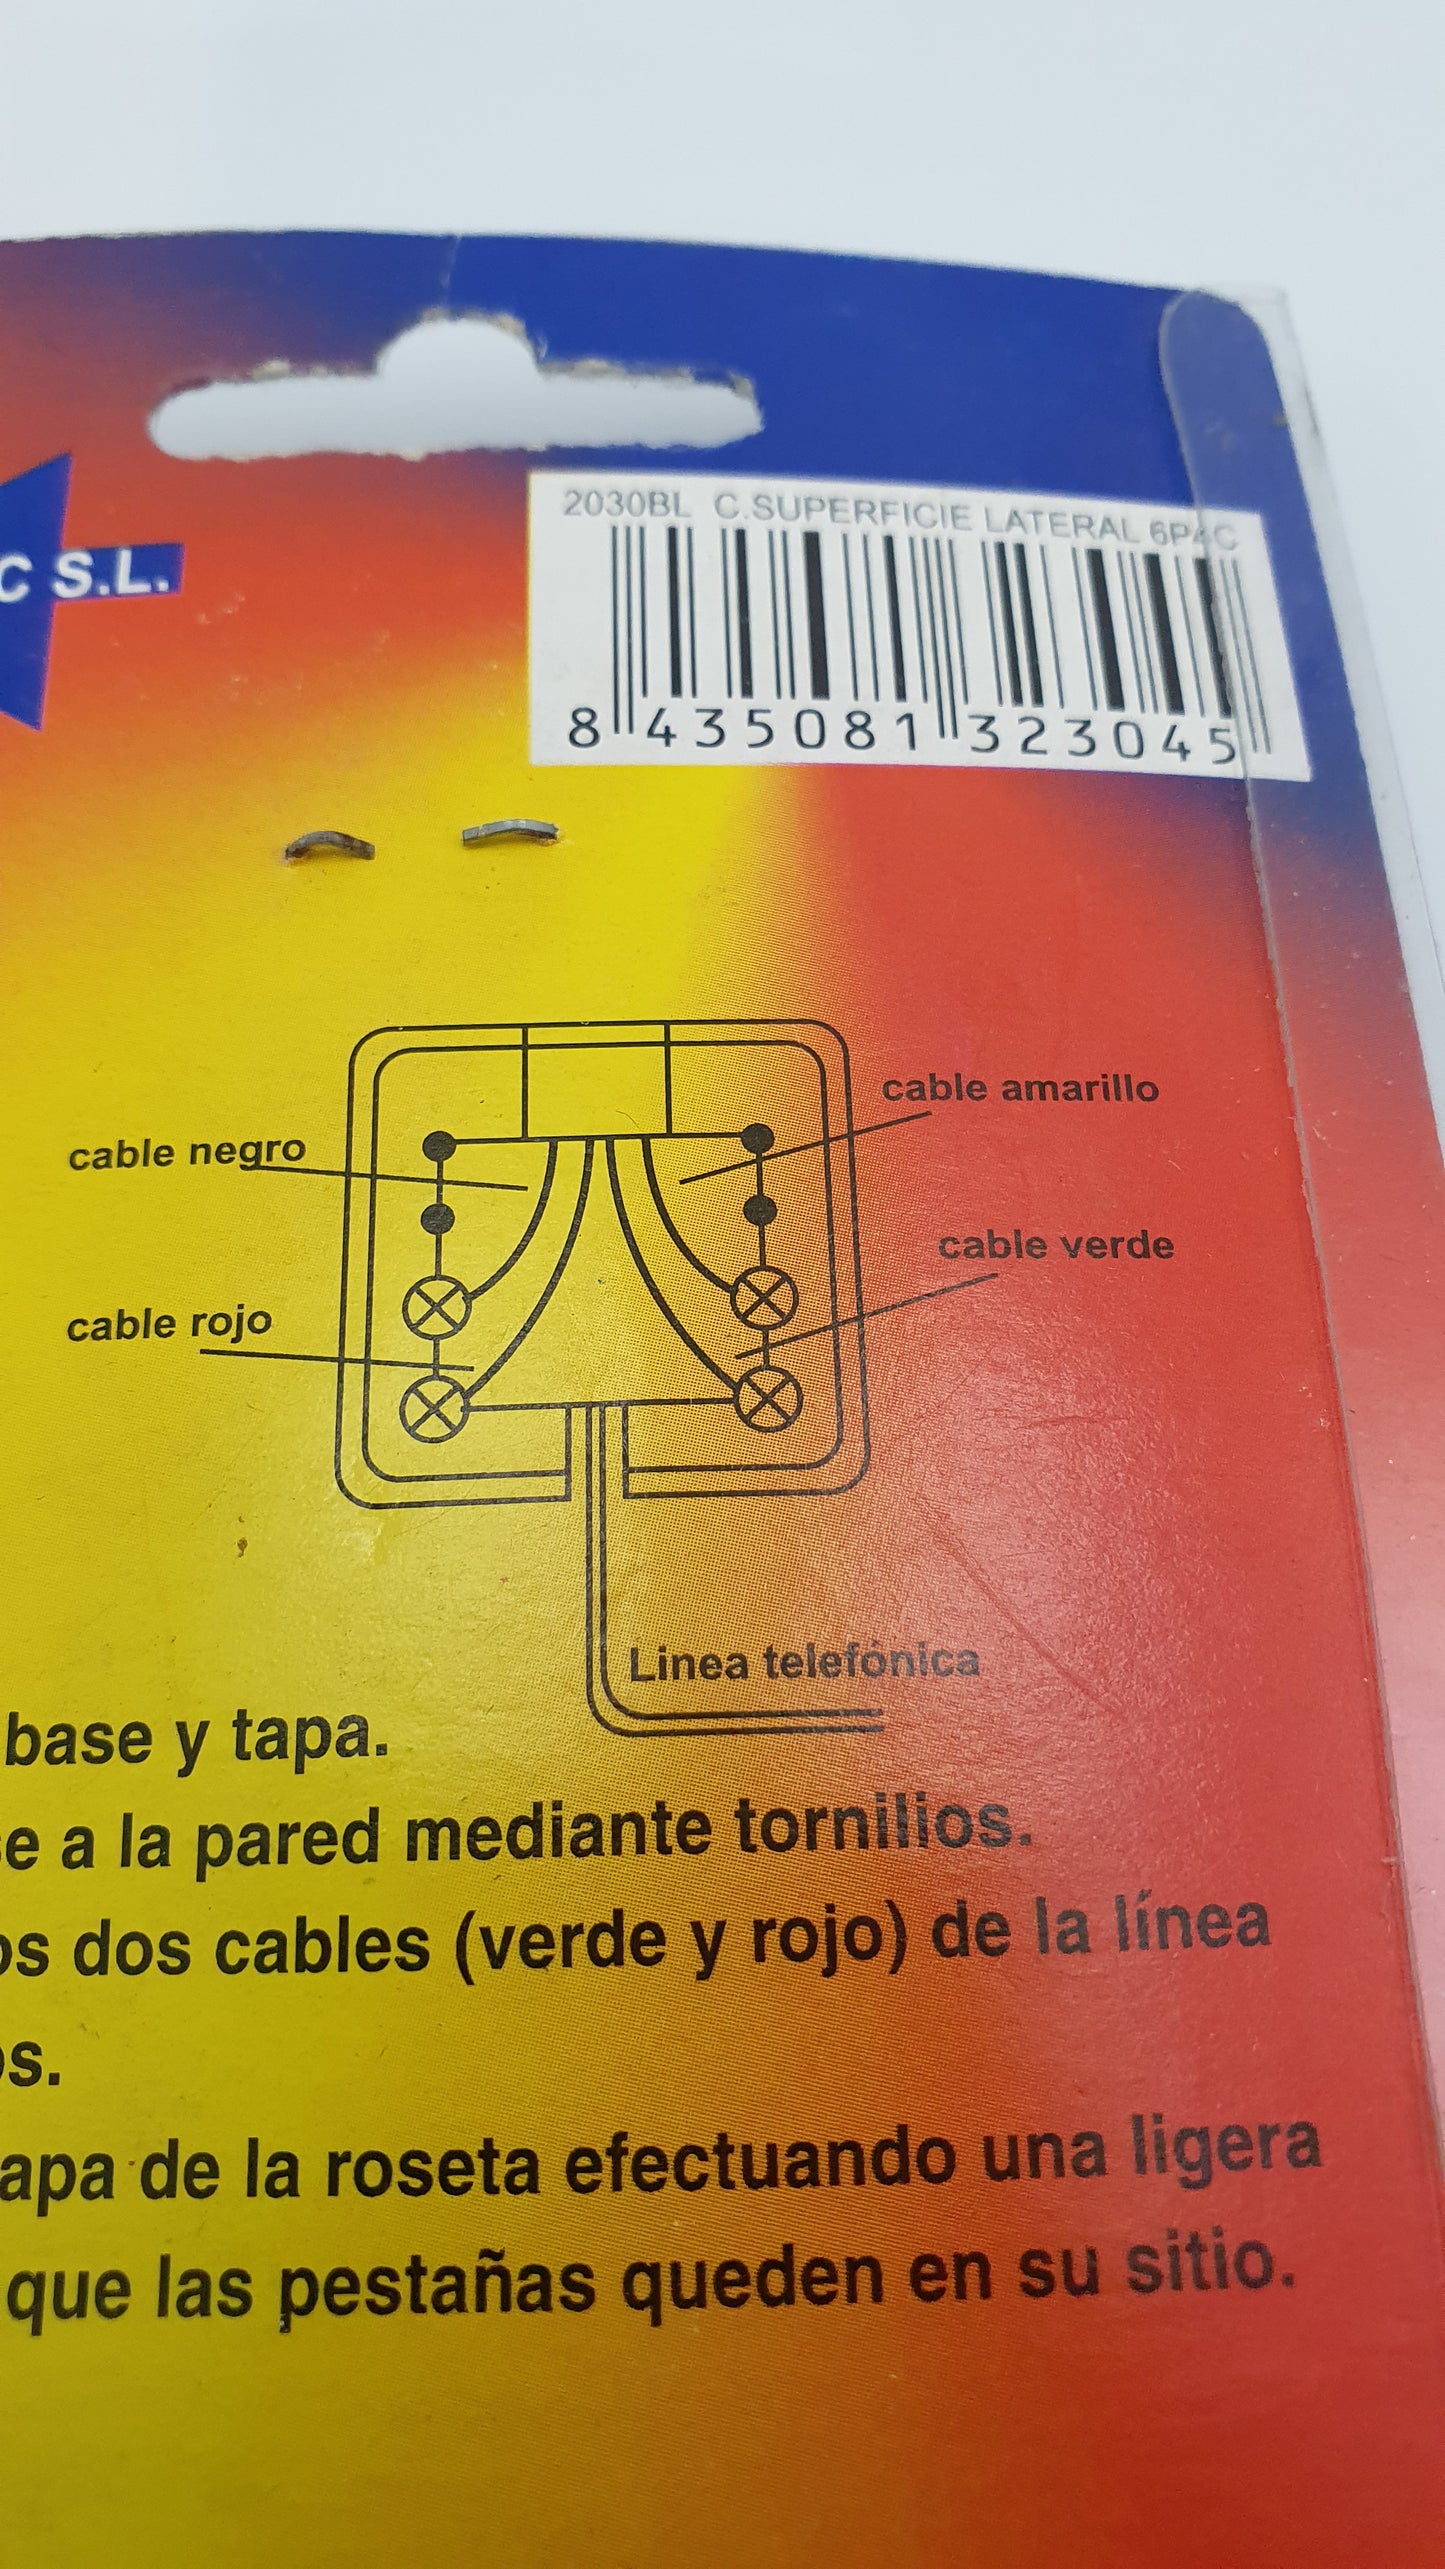 2030BL C.SUPERFICIE LATERAL 6P4C
C S.L.
8 435081 323045
cable amarillo
cable negro
cable verde
cable rojo
Linea telefónica
base y tapa.
e a la pared mediante tornilios.
os dos cables (verde y rojo) de la línea
os.
apa de la roseta efectuando una ligera
que las pestañas queden en su sitio.